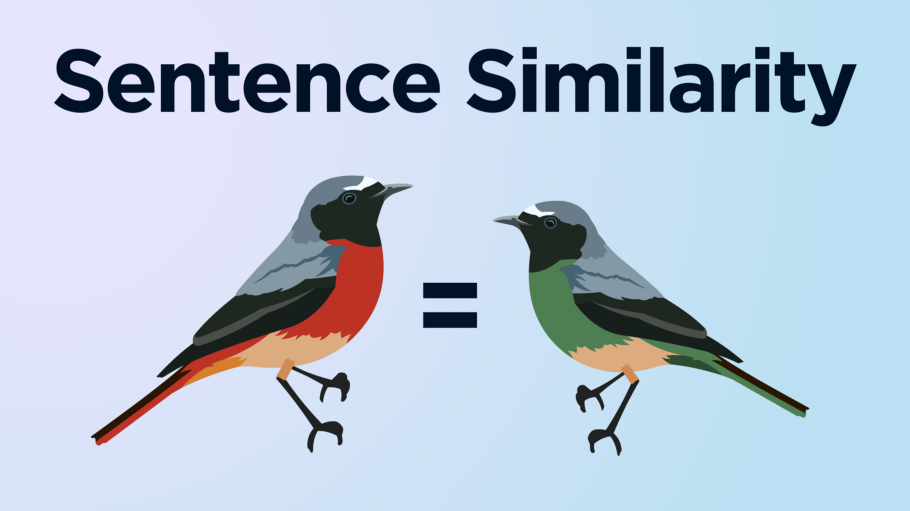 Sentence Similarity
=